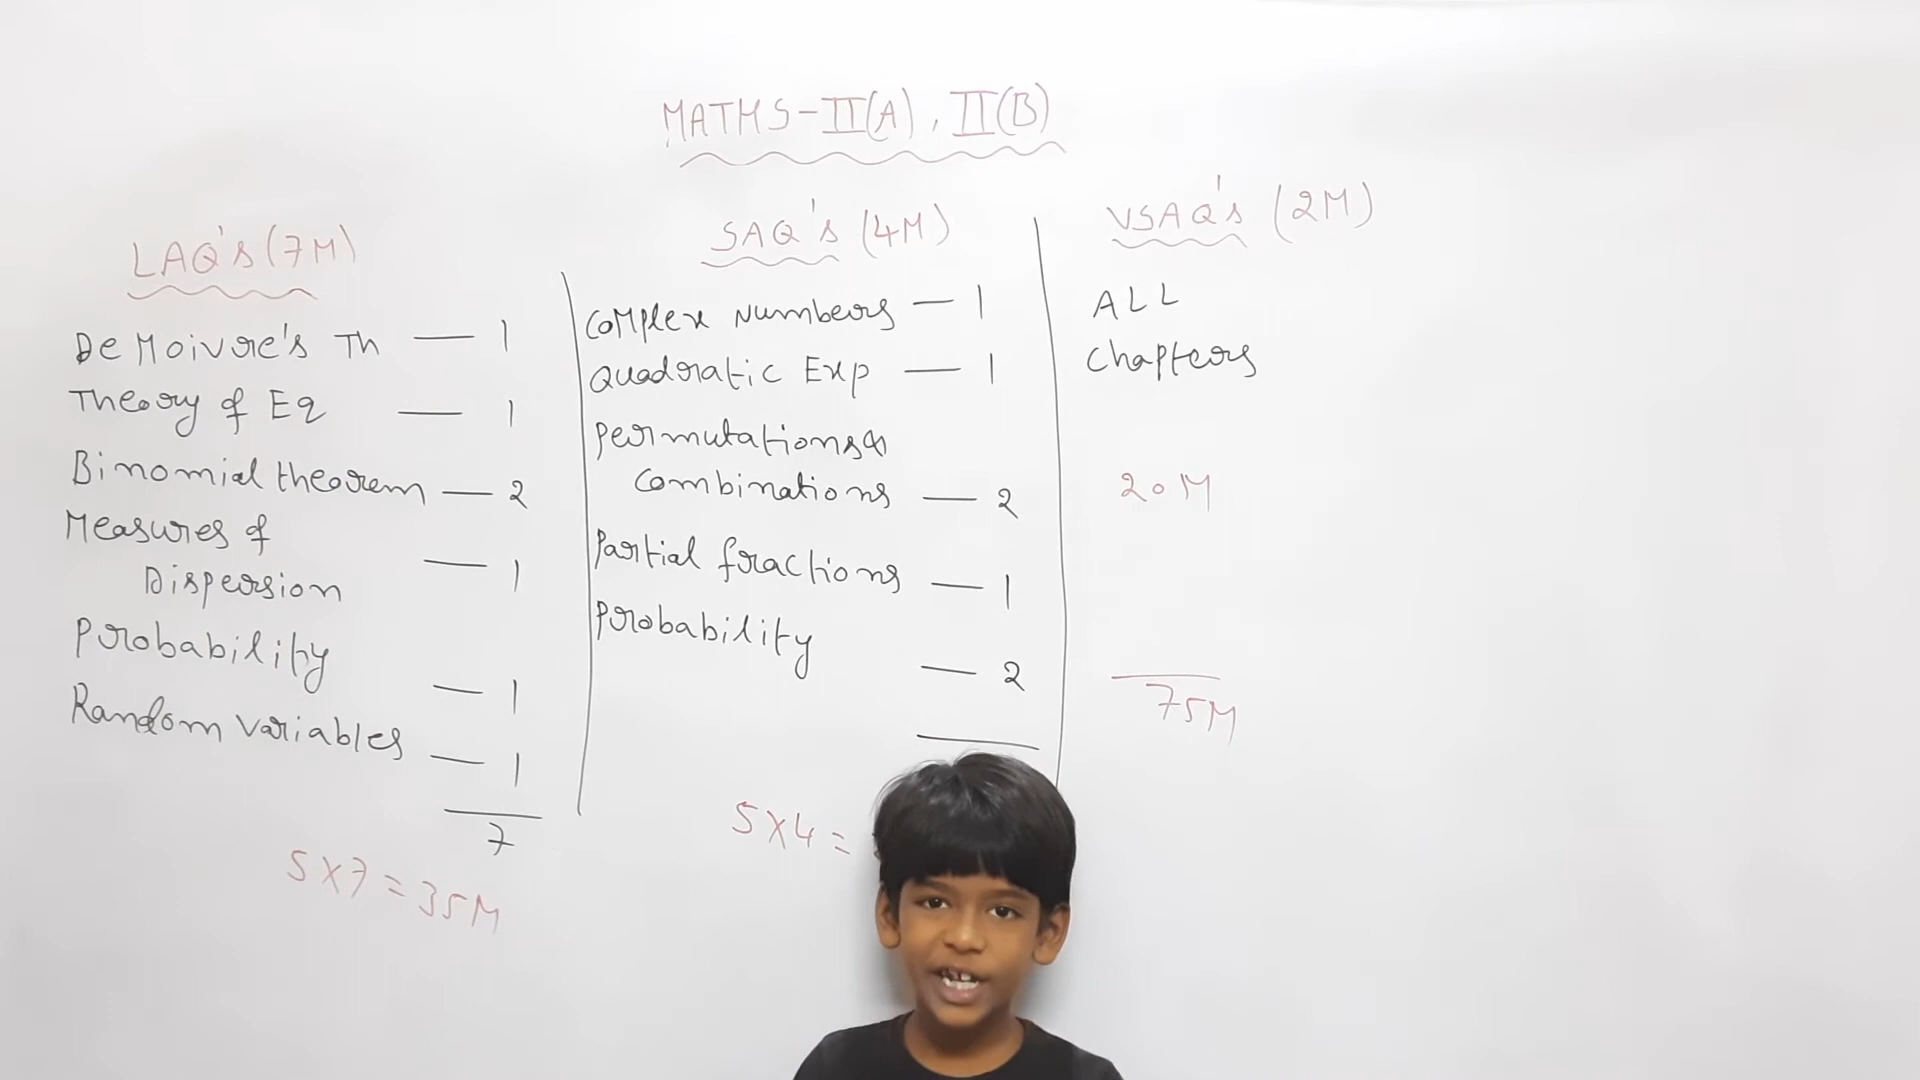 MATHS-II(A), II(B)
LAQ's (7M)
De Moivre's Th — 1
Theory of Eq — 1
Binomial theorem — 2
Measures of
Dispersion — 1
Probability — 1
Random variables — 1
7
5X7 = 35M
SAQ's (4M)
Complex Numbers — 1
Quadratic Exp — 1
Permutations &
Combinations — 2
Partial fractions — 1
Probability — 2
5X4 =
VSAQ's (2M)
ALL
Chapters
20M
75M